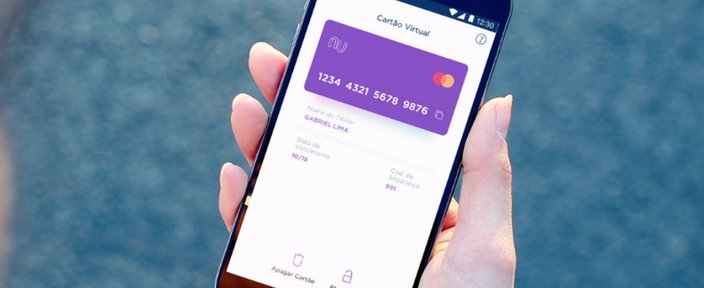 12:30
Cartão Virtual
nu
1234 4321 5678 9876
Nome do Titular
GABRIEL LIMA
Data de
Vencimento
10/18
Cód. de
Segurança
991
Apagar Cartão